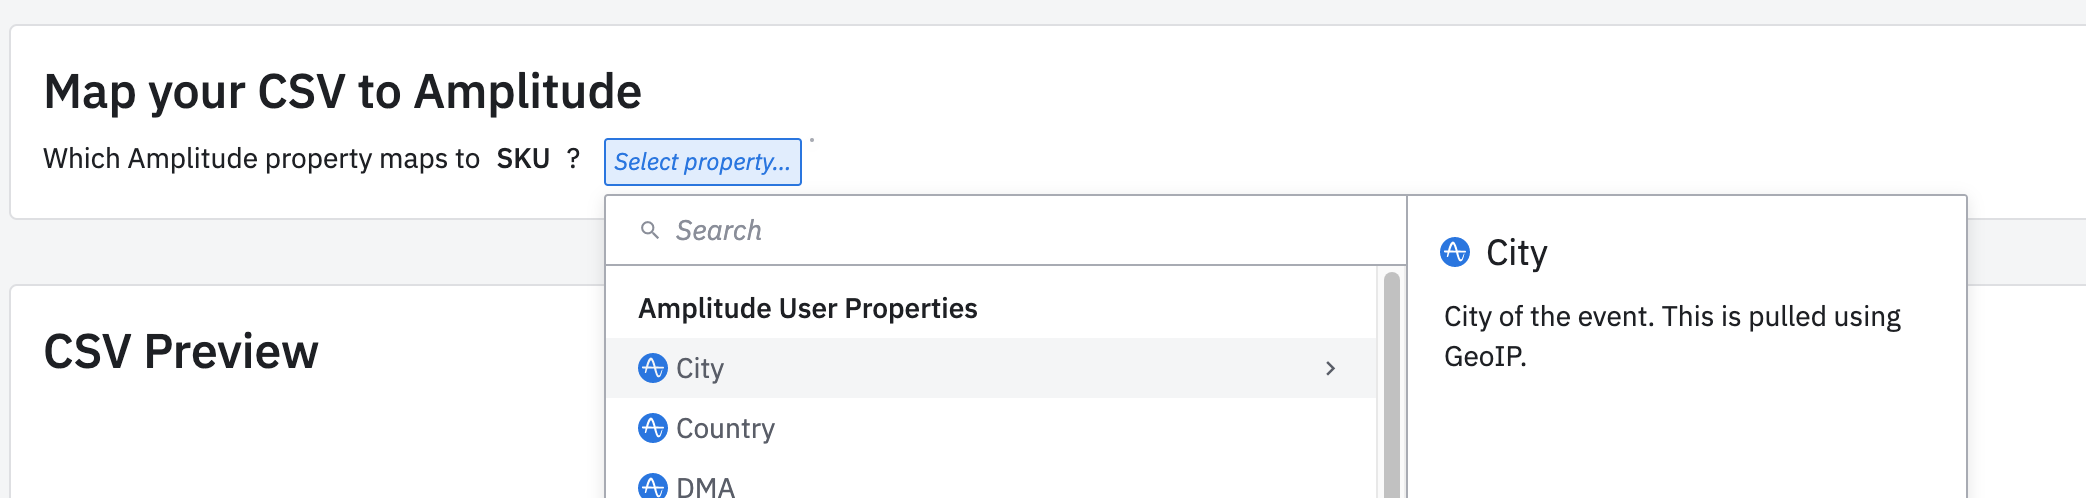 Map your CSV to Amplitude
Which Amplitude property maps to SKU ? Select property...
Search
Amplitude User Properties
City
Country
DMA
City
City of the event. This is pulled using
GeoIP.
CSV Preview